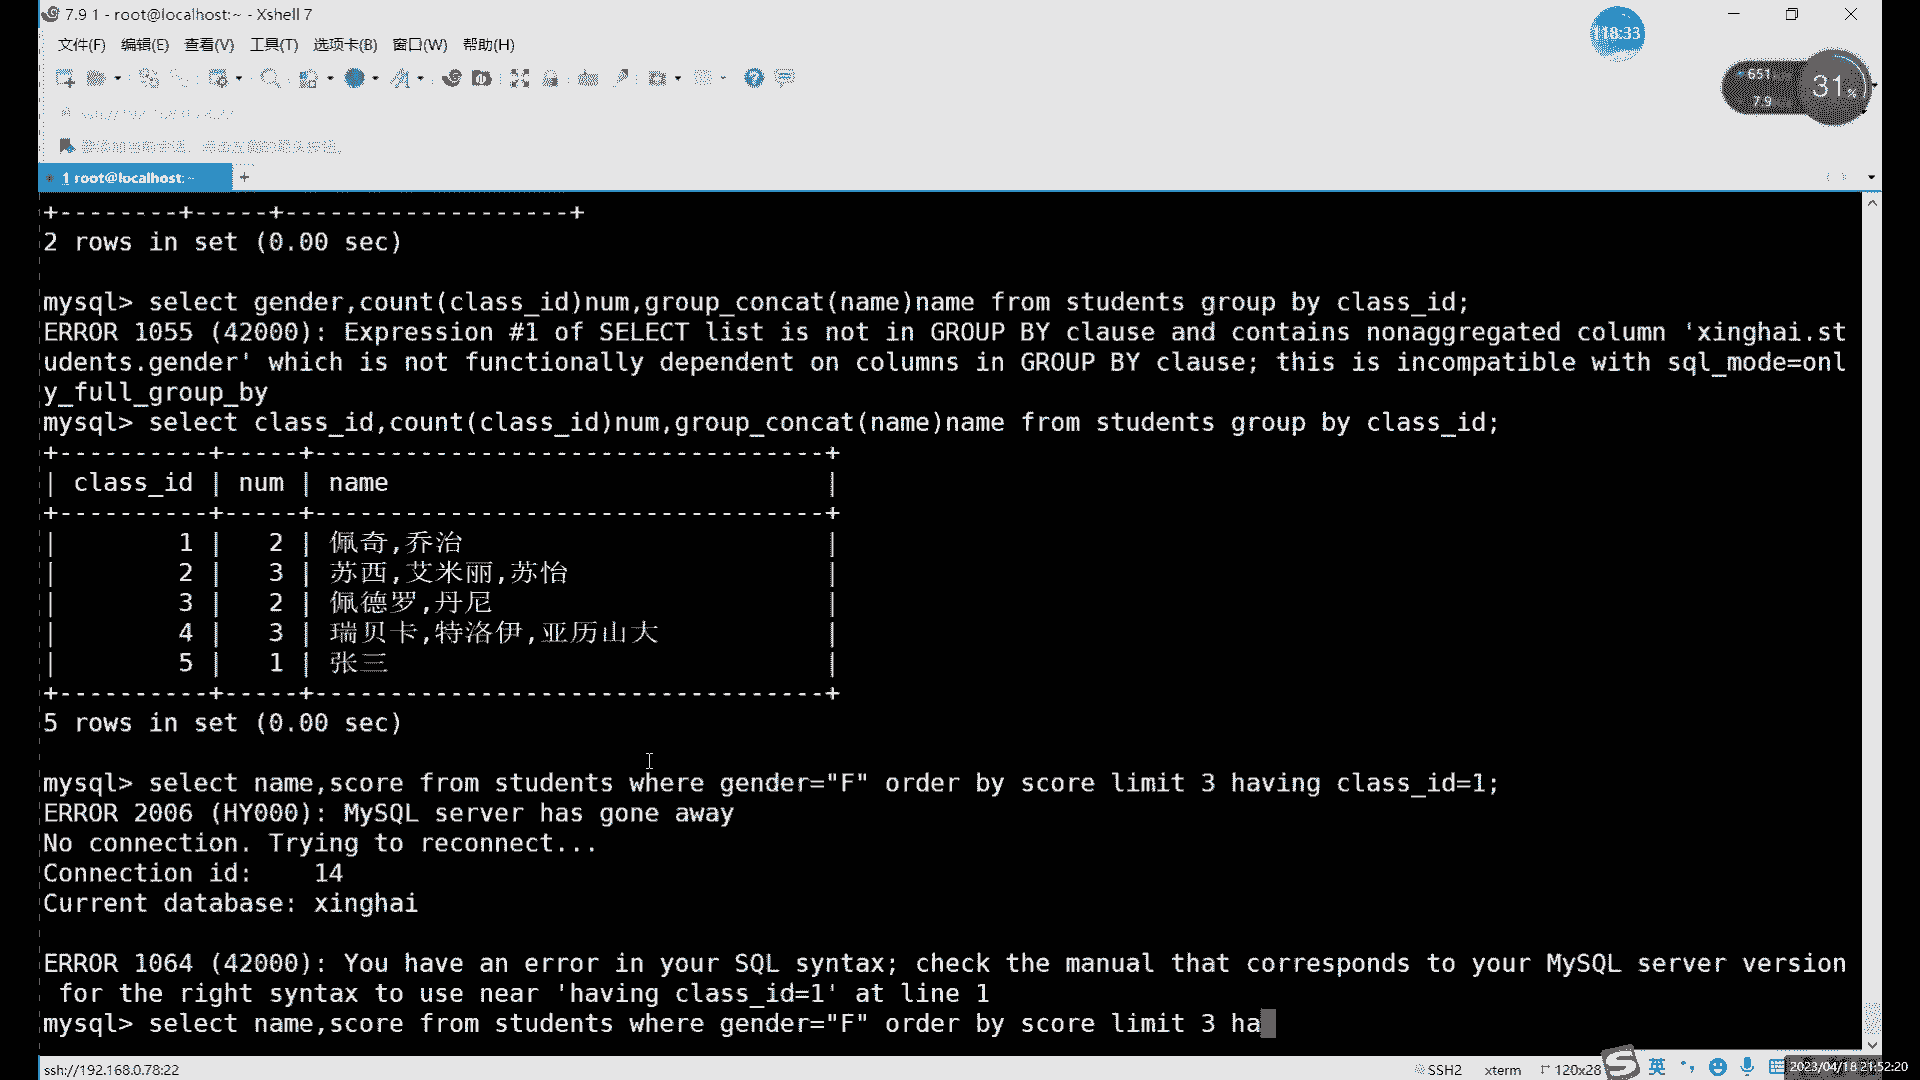 7.9 1 - root@localhost:~ - Xshell 7
118:33
文件(F) 编辑(E) 查看(V) 工具(T) 选项卡(B) 窗口(W) 帮助(H)
651
7.9
31%
1 root@localhost:~ +
+--------+-----+-------------------+
2 rows in set (0.00 sec)
mysql> select gender,count(class_id)num,group_concat(name)name from students group by class_id;
ERROR 1055 (42000): Expression #1 of SELECT list is not in GROUP BY clause and contains nonaggregated column 'xinghai.st
udents.gender' which is not functionally dependent on columns in GROUP BY clause; this is incompatible with sql_mode=onl
y_full_group_by
mysql> select class_id,count(class_id)num,group_concat(name)name from students group by class_id;
+----------+-----+----------------------------------+
| class_id | num | name |
+----------+-----+----------------------------------+
| 1 | 2 | 佩奇,乔治 |
| 2 | 3 | 苏西,艾米丽,苏怡 |
| 3 | 2 | 佩德罗,丹尼 |
| 4 | 3 | 瑞贝卡,特洛伊,亚历山大 |
| 5 | 1 | 张三 |
+----------+-----+----------------------------------+
5 rows in set (0.00 sec)
mysql> select name,score from students where gender="F" order by score limit 3 having class_id=1;
ERROR 2006 (HY000): MySQL server has gone away
No connection. Trying to reconnect...
Connection id: 14
Current database: xinghai
ERROR 1064 (42000): You have an error in your SQL syntax; check the manual that corresponds to your MySQL server version
for the right syntax to use near 'having class_id=1' at line 1
mysql> select name,score from students where gender="F" order by score limit 3 ha
ssh://192.168.0.78:22 SSH2 xterm 120x28 英 2023/04/18 21:52:20